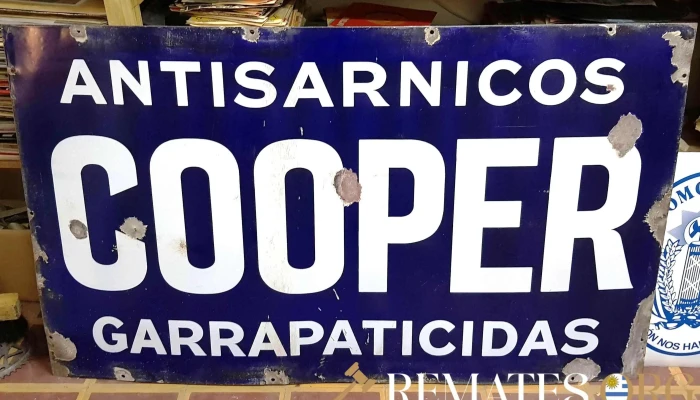 ANTISARNICOS
COOPER
GARRAPATICIDAS
REMATES